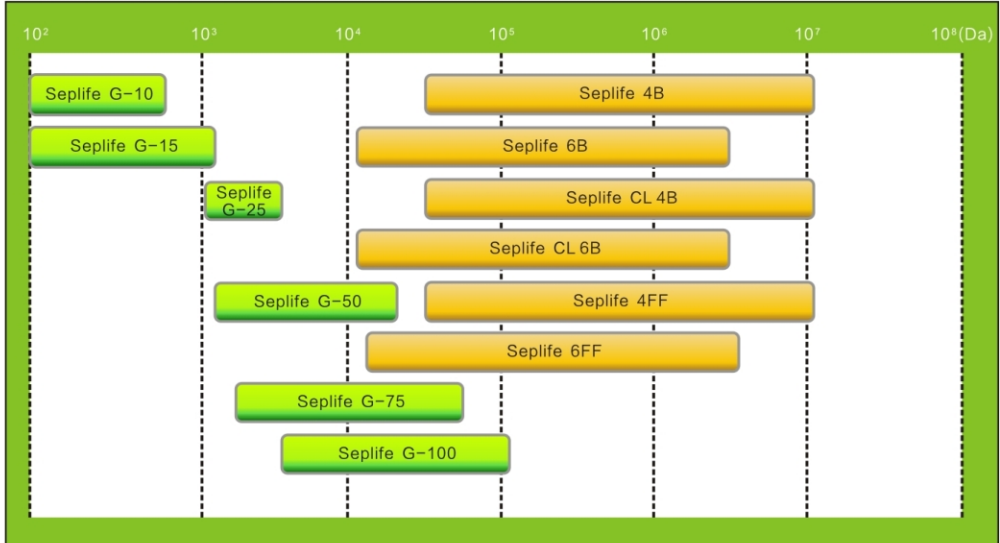 10² 10³ 10⁴ 10⁵ 10⁶ 10⁷ 10⁸(Da)
Seplife G-10 Seplife 4B
Seplife G-15 Seplife 6B
Seplife
G-25 Seplife CL 4B
Seplife CL 6B
Seplife G-50 Seplife 4FF
Seplife 6FF
Seplife G-75
Seplife G-100